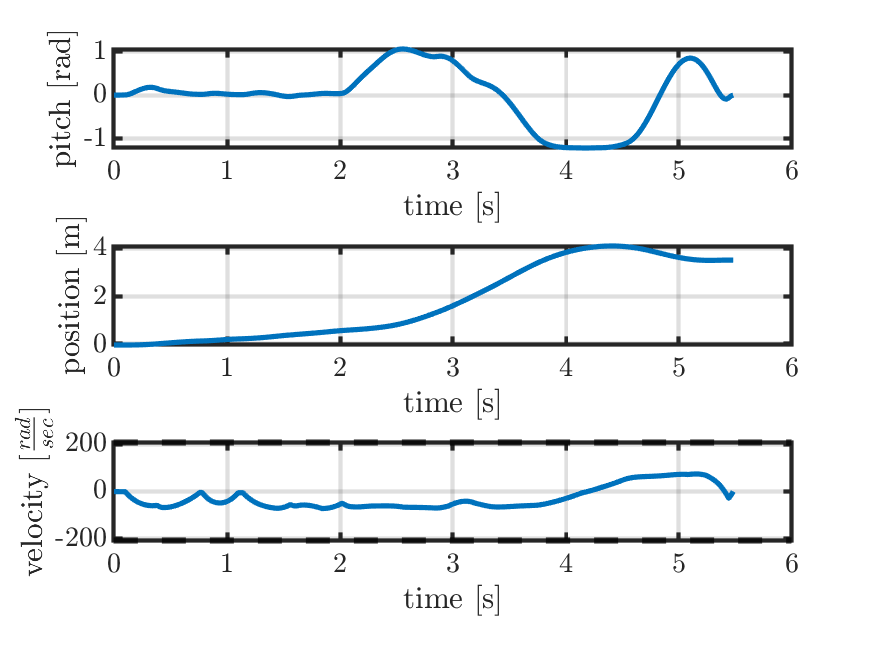 pitch [rad]
1
0
-1
0 1 2 3 4 5 6
time [s]
position [m]
4
2
0
0 1 2 3 4 5 6
time [s]
velocity [rad/sec]
200
0
-200
0 1 2 3 4 5 6
time [s]